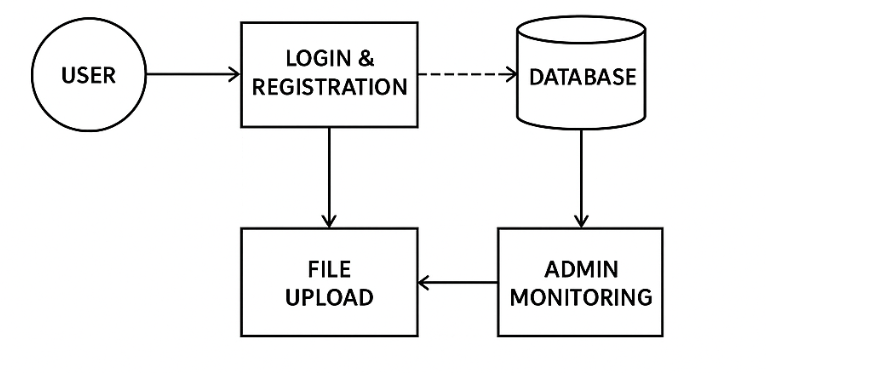 USER
LOGIN &
REGISTRATION
DATABASE
FILE
UPLOAD
ADMIN
MONITORING